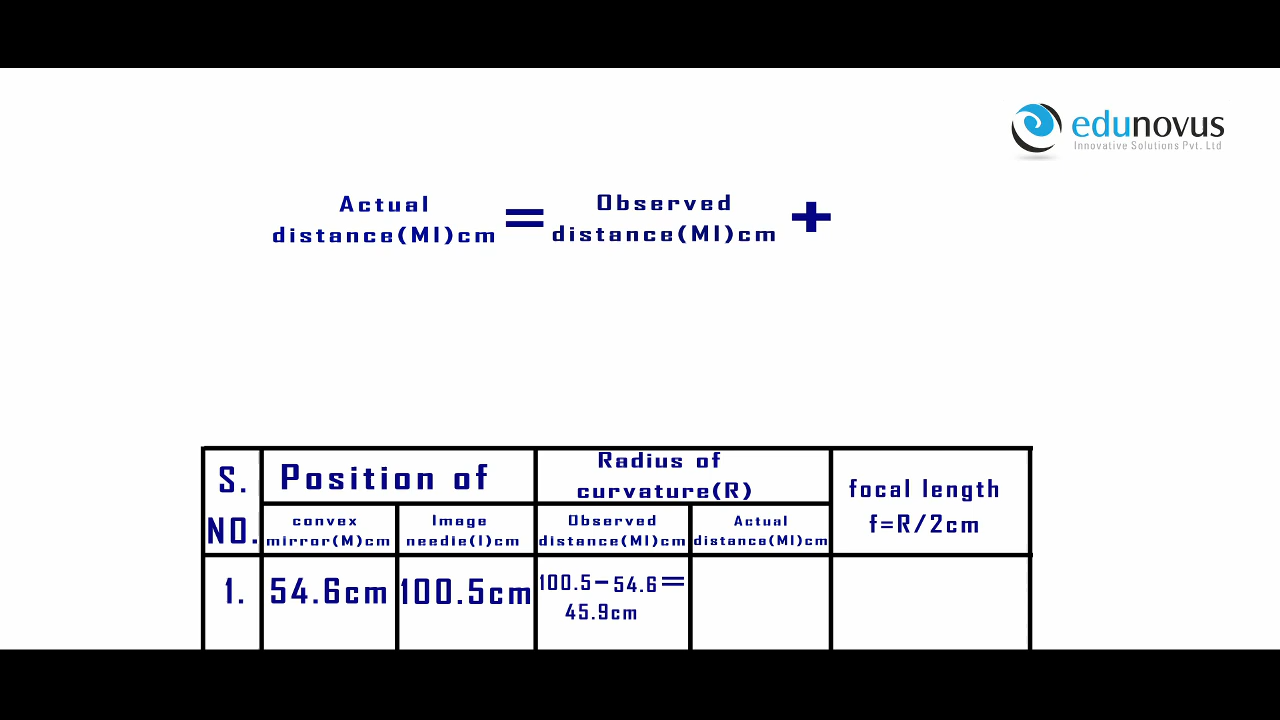 edunovus
Innovative Solutions Pvt. Ltd
Actual
distance(MI)cm
=
Observed
distance(MI)cm
+
S.
NO.
Position of
Radius of
curvature(R)
focal length
f=R/2cm
convex
mirror(M)cm
Image
needie(I)cm
Observed
distance(MI)cm
Actual
distance(MI)cm
1.
54.6cm
100.5cm
100.5-54.6=
45.9cm